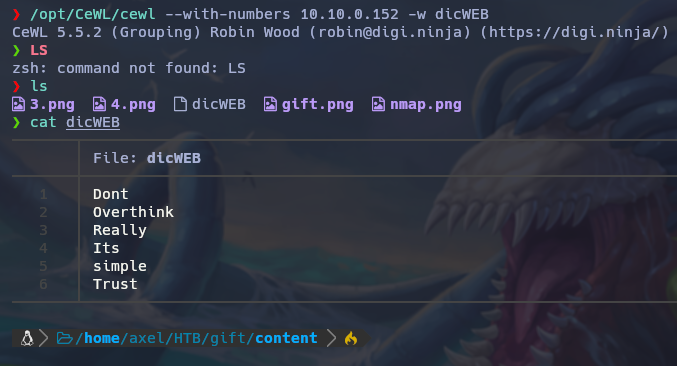 ❯ /opt/CeWL/cewl --with-numbers 10.10.0.152 -w dicWEB
CeWL 5.5.2 (Grouping) Robin Wood (robin@digi.ninja) (https://digi.ninja/)
❯ LS
zsh: command not found: LS
❯ ls
3.png 4.png dicWEB gift.png nmap.png
❯ cat dicWEB
File: dicWEB
1 Dont
2 Overthink
3 Really
4 Its
5 simple
6 Trust
/home/axel/HTB/gift/content